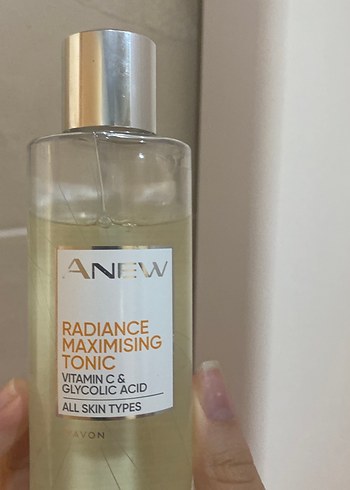 ANEW
RADIANCE
MAXIMISING
TONIC
VITAMIN C &
GLYCOLIC ACID
ALL SKIN TYPES
AVON